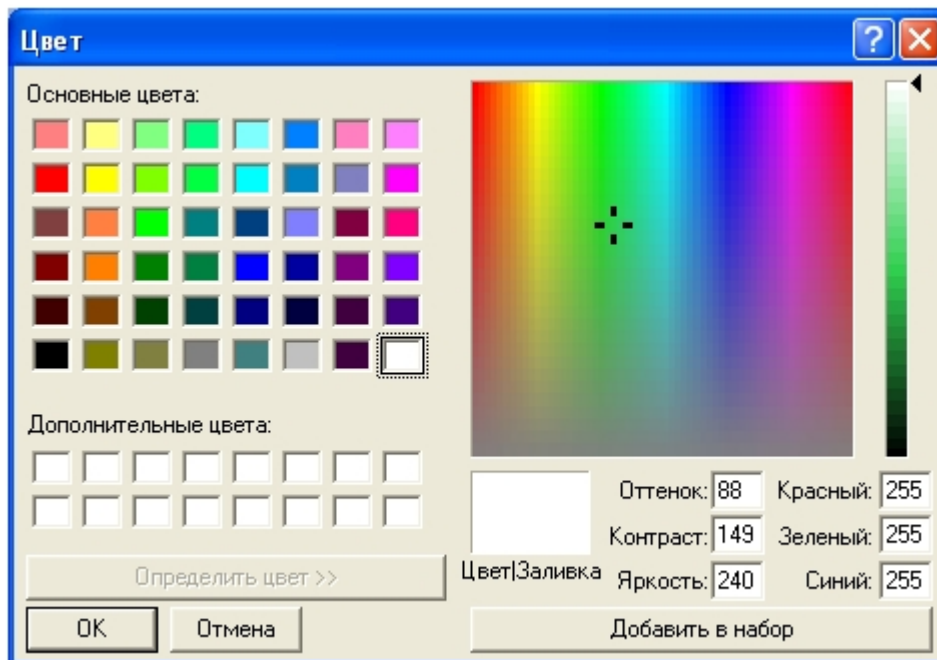 Цвет
Основные цвета:
Дополнительные цвета:
Определить цвет >>
ОК
Отмена
Цвет|Заливка
Оттенок: 88
Контраст: 149
Яркость: 240
Красный: 255
Зеленый: 255
Синий: 255
Добавить в набор